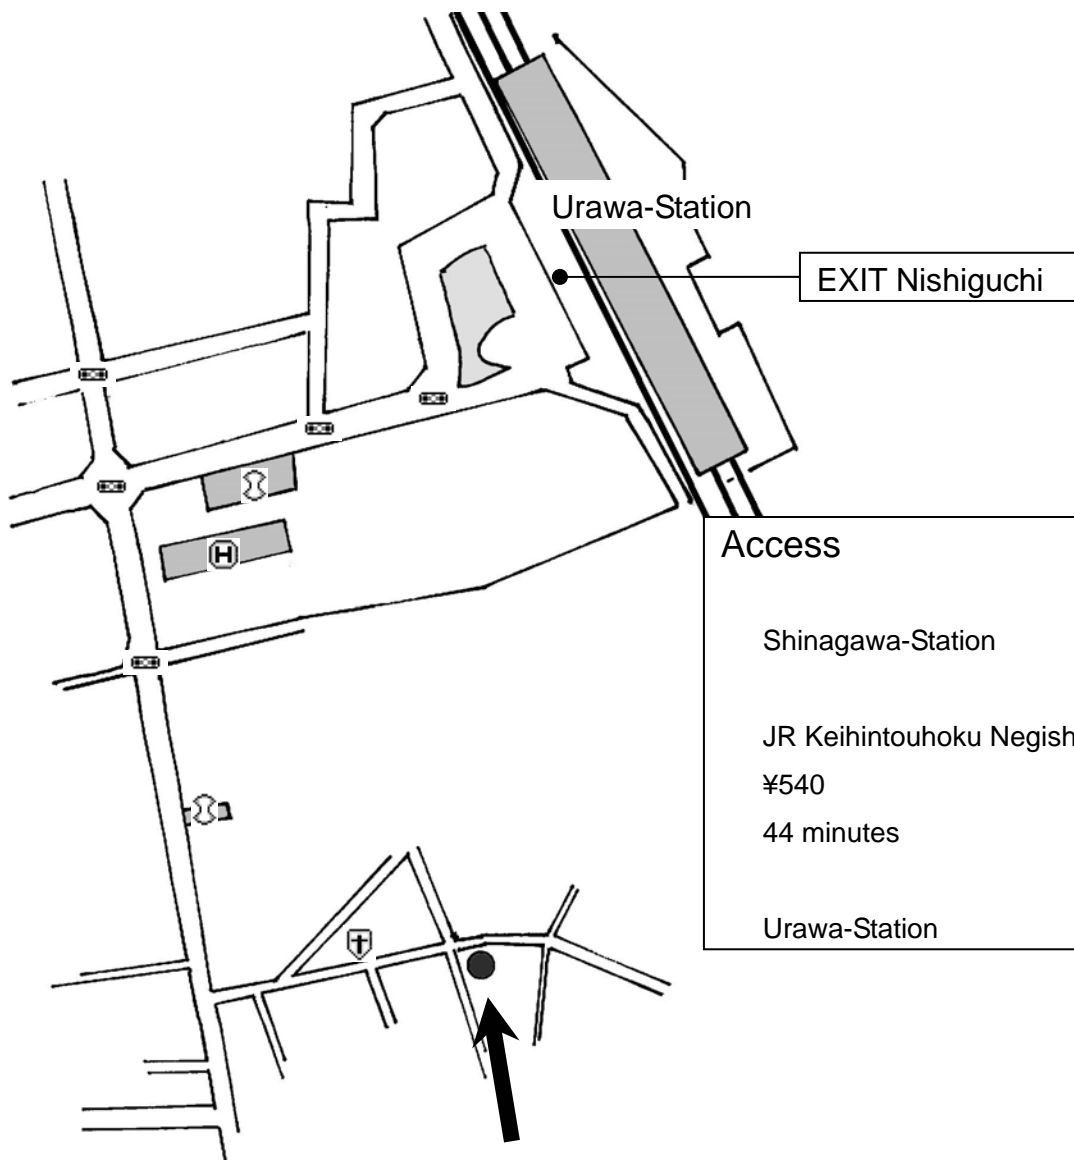 Urawa-Station
EXIT Nishiguchi
H
Access
Shinagawa-Station
JR Keihintouhoku Negish
¥540
44 minutes
Urawa-Station